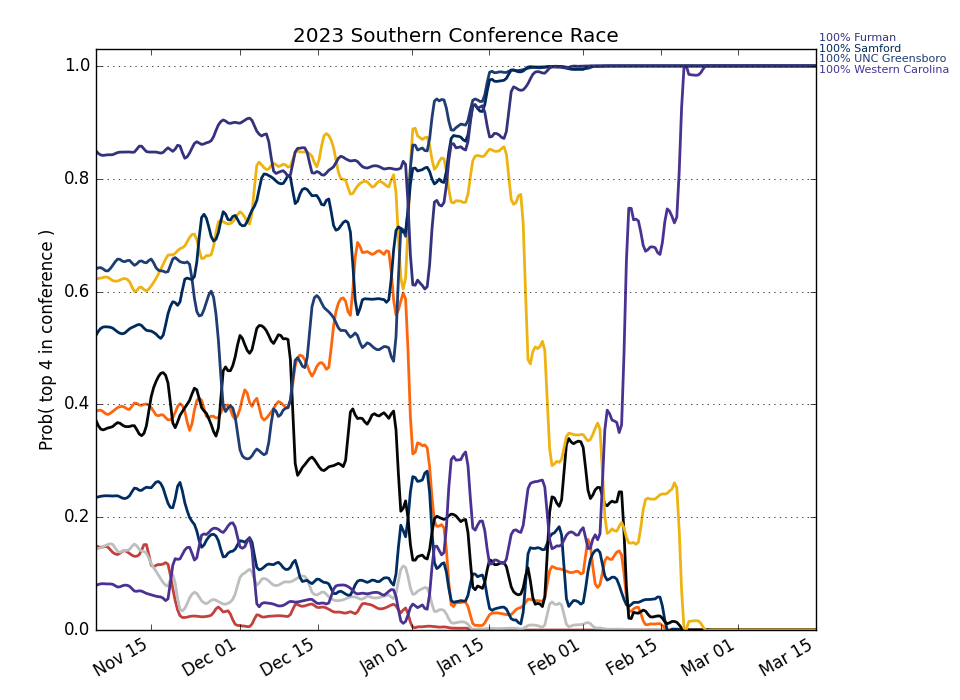 2023 Southern Conference Race
100% Furman
100% Samford
100% UNC Greensboro
100% Western Carolina
Prob( top 4 in conference )
1.0
0.8
0.6
0.4
0.2
0.0
Nov 15
Dec 01
Dec 15
Jan 01
Jan 15
Feb 01
Feb 15
Mar 01
Mar 15